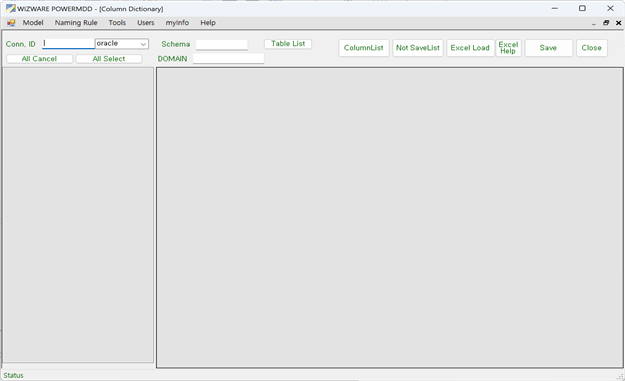 WIZWARE POWERMDD - [Column Dictionary]
Model Naming Rule Tools Users myInfo Help
Conn, ID oracle Schema Table List
ColumnList Not SaveList Excel Load Excel Help Save Close
All Cancel All Select DOMAIN
Status